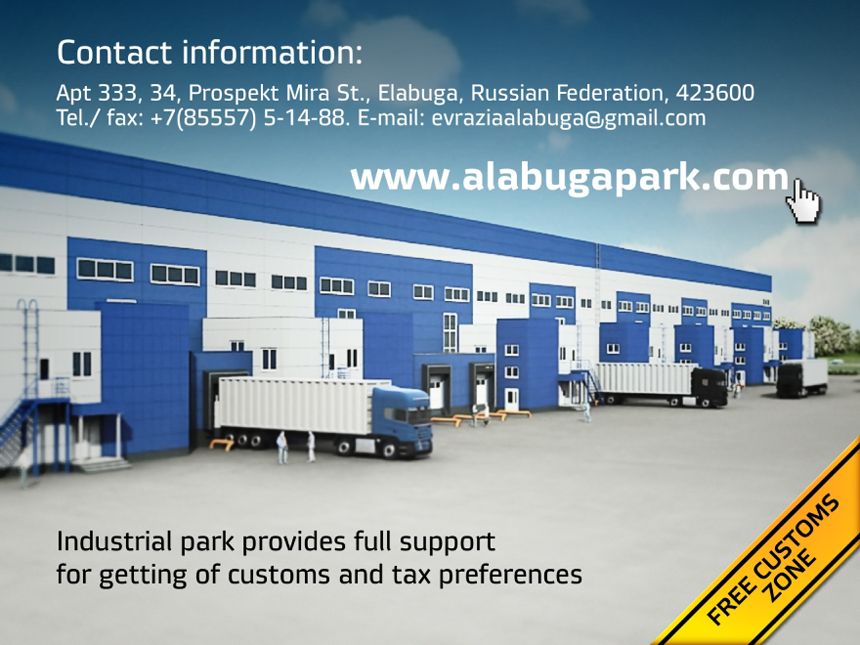 Contact information:
Apt 333, 34, Prospekt Mira St., Elabuga, Russian Federation, 423600
Tel./ fax: +7(85557) 5-14-88. E-mail: evraziaalabuga@gmail.com
www.alabugapark.com
Industrial park provides full support
for getting of customs and tax preferences
FREE CUSTOMS
ZONE